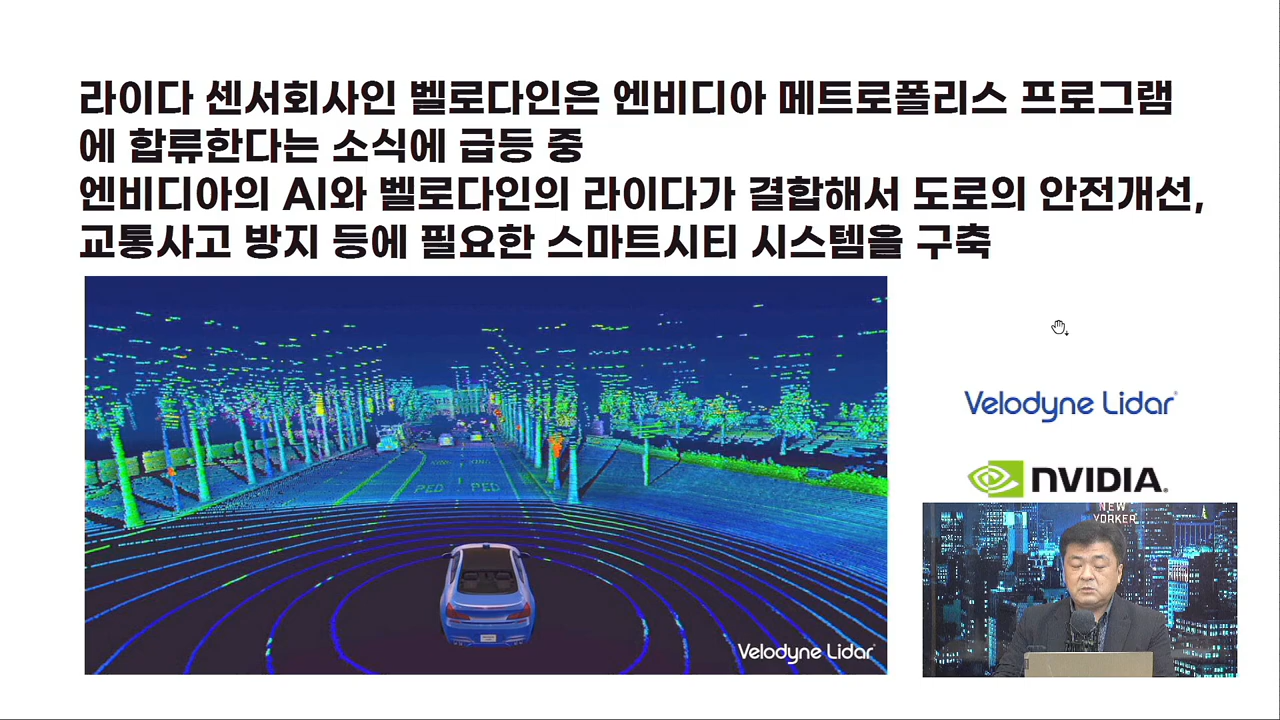 라이다 센서회사인 벨로다인은 엔비디아 메트로폴리스 프로그램
에 합류한다는 소식에 급등 중
엔비디아의 AI와 벨로다인의 라이다가 결합해서 도로의 안전개선,
교통사고 방지 등에 필요한 스마트시티 시스템을 구축
PED PED
Velodyne Lidar
Velodyne Lidar
NVIDIA
NEW
YORKER